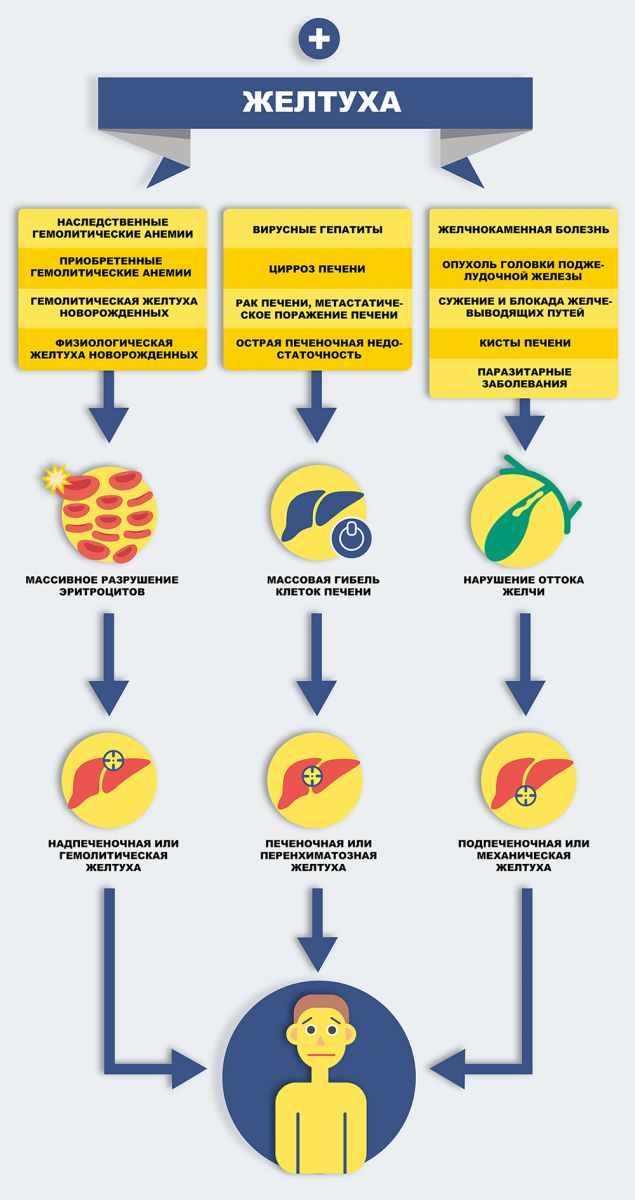 ЖЕЛТУХА
НАСЛЕДСТВЕННЫЕ
ГЕМОЛИТИЧЕСКИЕ АНЕМИИ
ПРИОБРЕТЕННЫЕ
ГЕМОЛИТИЧЕСКИЕ АНЕМИИ
ГЕМОЛИТИЧЕСКАЯ ЖЕЛТУХА
НОВОРОЖДЕННЫХ
ФИЗИОЛОГИЧЕСКАЯ
ЖЕЛТУХА НОВОРОЖДЕННЫХ
ВИРУСНЫЕ ГЕПАТИТЫ
ЦИРРОЗ ПЕЧЕНИ
РАК ПЕЧЕНИ, МЕТАСТАТИЧЕ-
СКОЕ ПОРАЖЕНИЕ ПЕЧЕНИ
ОСТРАЯ ПЕЧЕНОЧНАЯ НЕДО-
СТАТОЧНОСТЬ
ЖЕЛЧНОКАМЕННАЯ БОЛЕЗНЬ
ОПУХОЛЬ ГОЛОВКИ ПОДЖЕ-
ЛУДОЧНОЙ ЖЕЛЕЗЫ
СУЖЕНИЕ И БЛОКАДА ЖЕЛЧЕ-
ВЫВОДЯЩИХ ПУТЕЙ
КИСТЫ ПЕЧЕНИ
ПАРАЗИТАРНЫЕ
ЗАБОЛЕВАНИЯ
МАССИВНОЕ РАЗРУШЕНИЕ
ЭРИТРОЦИТОВ
МАССОВАЯ ГИБЕЛЬ
КЛЕТОК ПЕЧЕНИ
НАРУШЕНИЕ ОТТОКА
ЖЕЛЧИ
НАДПЕЧЕНОЧНАЯ ИЛИ
ГЕМОЛИТИЧЕСКАЯ
ЖЕЛТУХА
ПЕЧЕНОЧНАЯ ИЛИ
ПЕРЕНХИМАТОЗНАЯ
ЖЕЛТУХА
ПОДПЕЧЕНОЧНАЯ ИЛИ
МЕХАНИЧЕСКАЯ
ЖЕЛТУХА